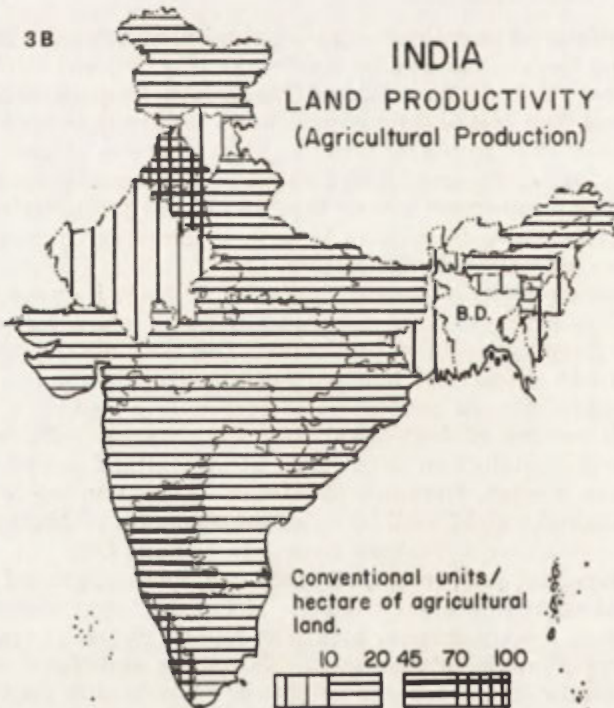 3B
INDIA
LAND PRODUCTIVITY
(Agricultural Production)
B.D.
Conventional units/
hectare of agricultural
land.
10 20 45 70 100